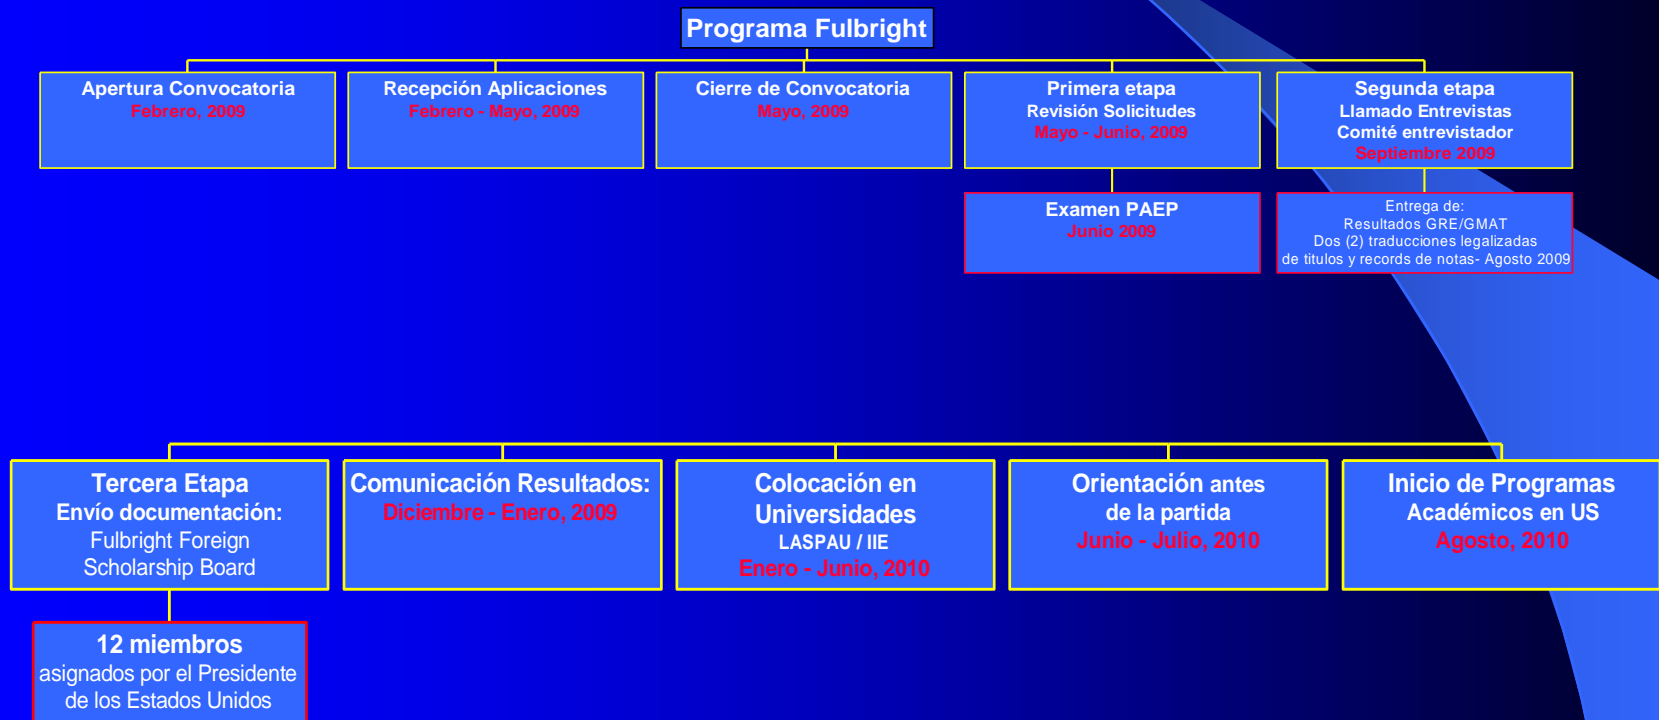 Programa Fulbright
Apertura Convocatoria
Febrero, 2009
Recepción Aplicaciones
Febrero - Mayo, 2009
Cierre de Convocatoria
Mayo, 2009
Primera etapa
Revisión Solicitudes
Mayo - Junio, 2009
Segunda etapa
Llamado Entrevistas
Comité entrevistador
Septiembre 2009
Examen PAEP
Junio 2009
Entrega de:
Resultados GRE/GMAT
Dos (2) traducciones legalizadas
de titulos y records de notas- Agosto 2009
Tercera Etapa
Envío documentación:
Fulbright Foreign
Scholarship Board
Comunicación Resultados:
Diciembre - Enero, 2009
Colocación en
Universidades
LASPAU / IIE
Enero - Junio, 2010
Orientación antes
de la partida
Junio - Julio, 2010
Inicio de Programas
Académicos en US
Agosto, 2010
12 miembros
asignados por el Presidente
de los Estados Unidos